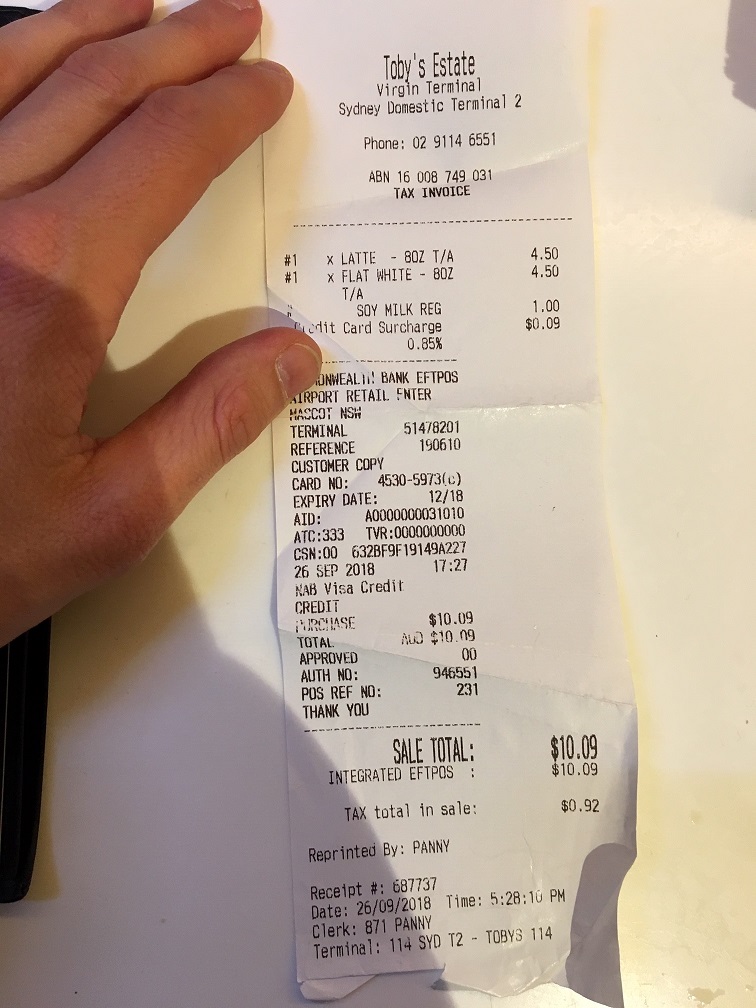 Toby's Estate
Virgin Terminal
Sydney Domestic Terminal 2
Phone: 02 9114 6551
ABN 16 008 749 031
TAX INVOICE
#1 x LATTE - 8OZ T/A 4.50
#1 x FLAT WHITE - 8OZ 4.50
T/A
SOY MILK REG 1.00
Credit Card Surcharge $0.09
0.85%
BANK EFTPOS
AIRPORT RETAIL ENTER
MASCOT NSW
TERMINAL 51478201
REFERENCE 190610
CUSTOMER COPY
CARD NO: 4530-5973(c)
EXPIRY DATE: 12/18
AID: A0000000031010
ATC:333 TVR:0000000000
CSN:00 632BF9F19149A227
26 SEP 2018 17:27
NAB Visa Credit
CREDIT
PURCHASE $10.09
TOTAL AUD $10.09
APPROVED 00
AUTH NO: 946551
POS REF NO: 231
THANK YOU
SALE TOTAL: $10.09
INTEGRATED EFTPOS : $10.09
TAX total in sale: $0.92
Reprinted By: PANNY
Receipt #: 687737
Date: 26/09/2018 Time: 5:28:10 PM
Clerk: 871 PANNY
Terminal: 114 SYD T2 - TOBYS 114